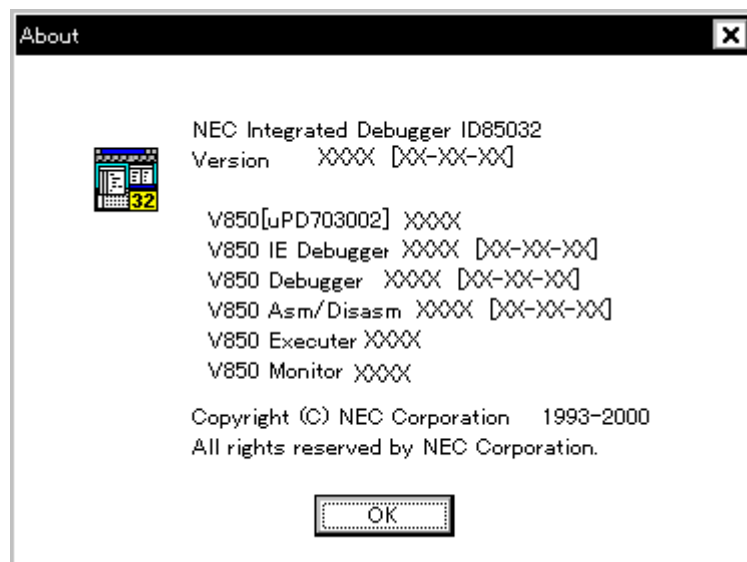 About
NEC Integrated Debugger ID85032
Version XXXX [XX-XX-XX]
32
V850[uPD703002] XXXX
V850 IE Debugger XXXX [XX-XX-XX]
V850 Debugger XXXX [XX-XX-XX]
V850 Asm/Disasm XXXX [XX-XX-XX]
V850 Executer XXXX
V850 Monitor XXXX
Copyright (C) NEC Corporation 1993-2000
All rights reserved by NEC Corporation.
OK